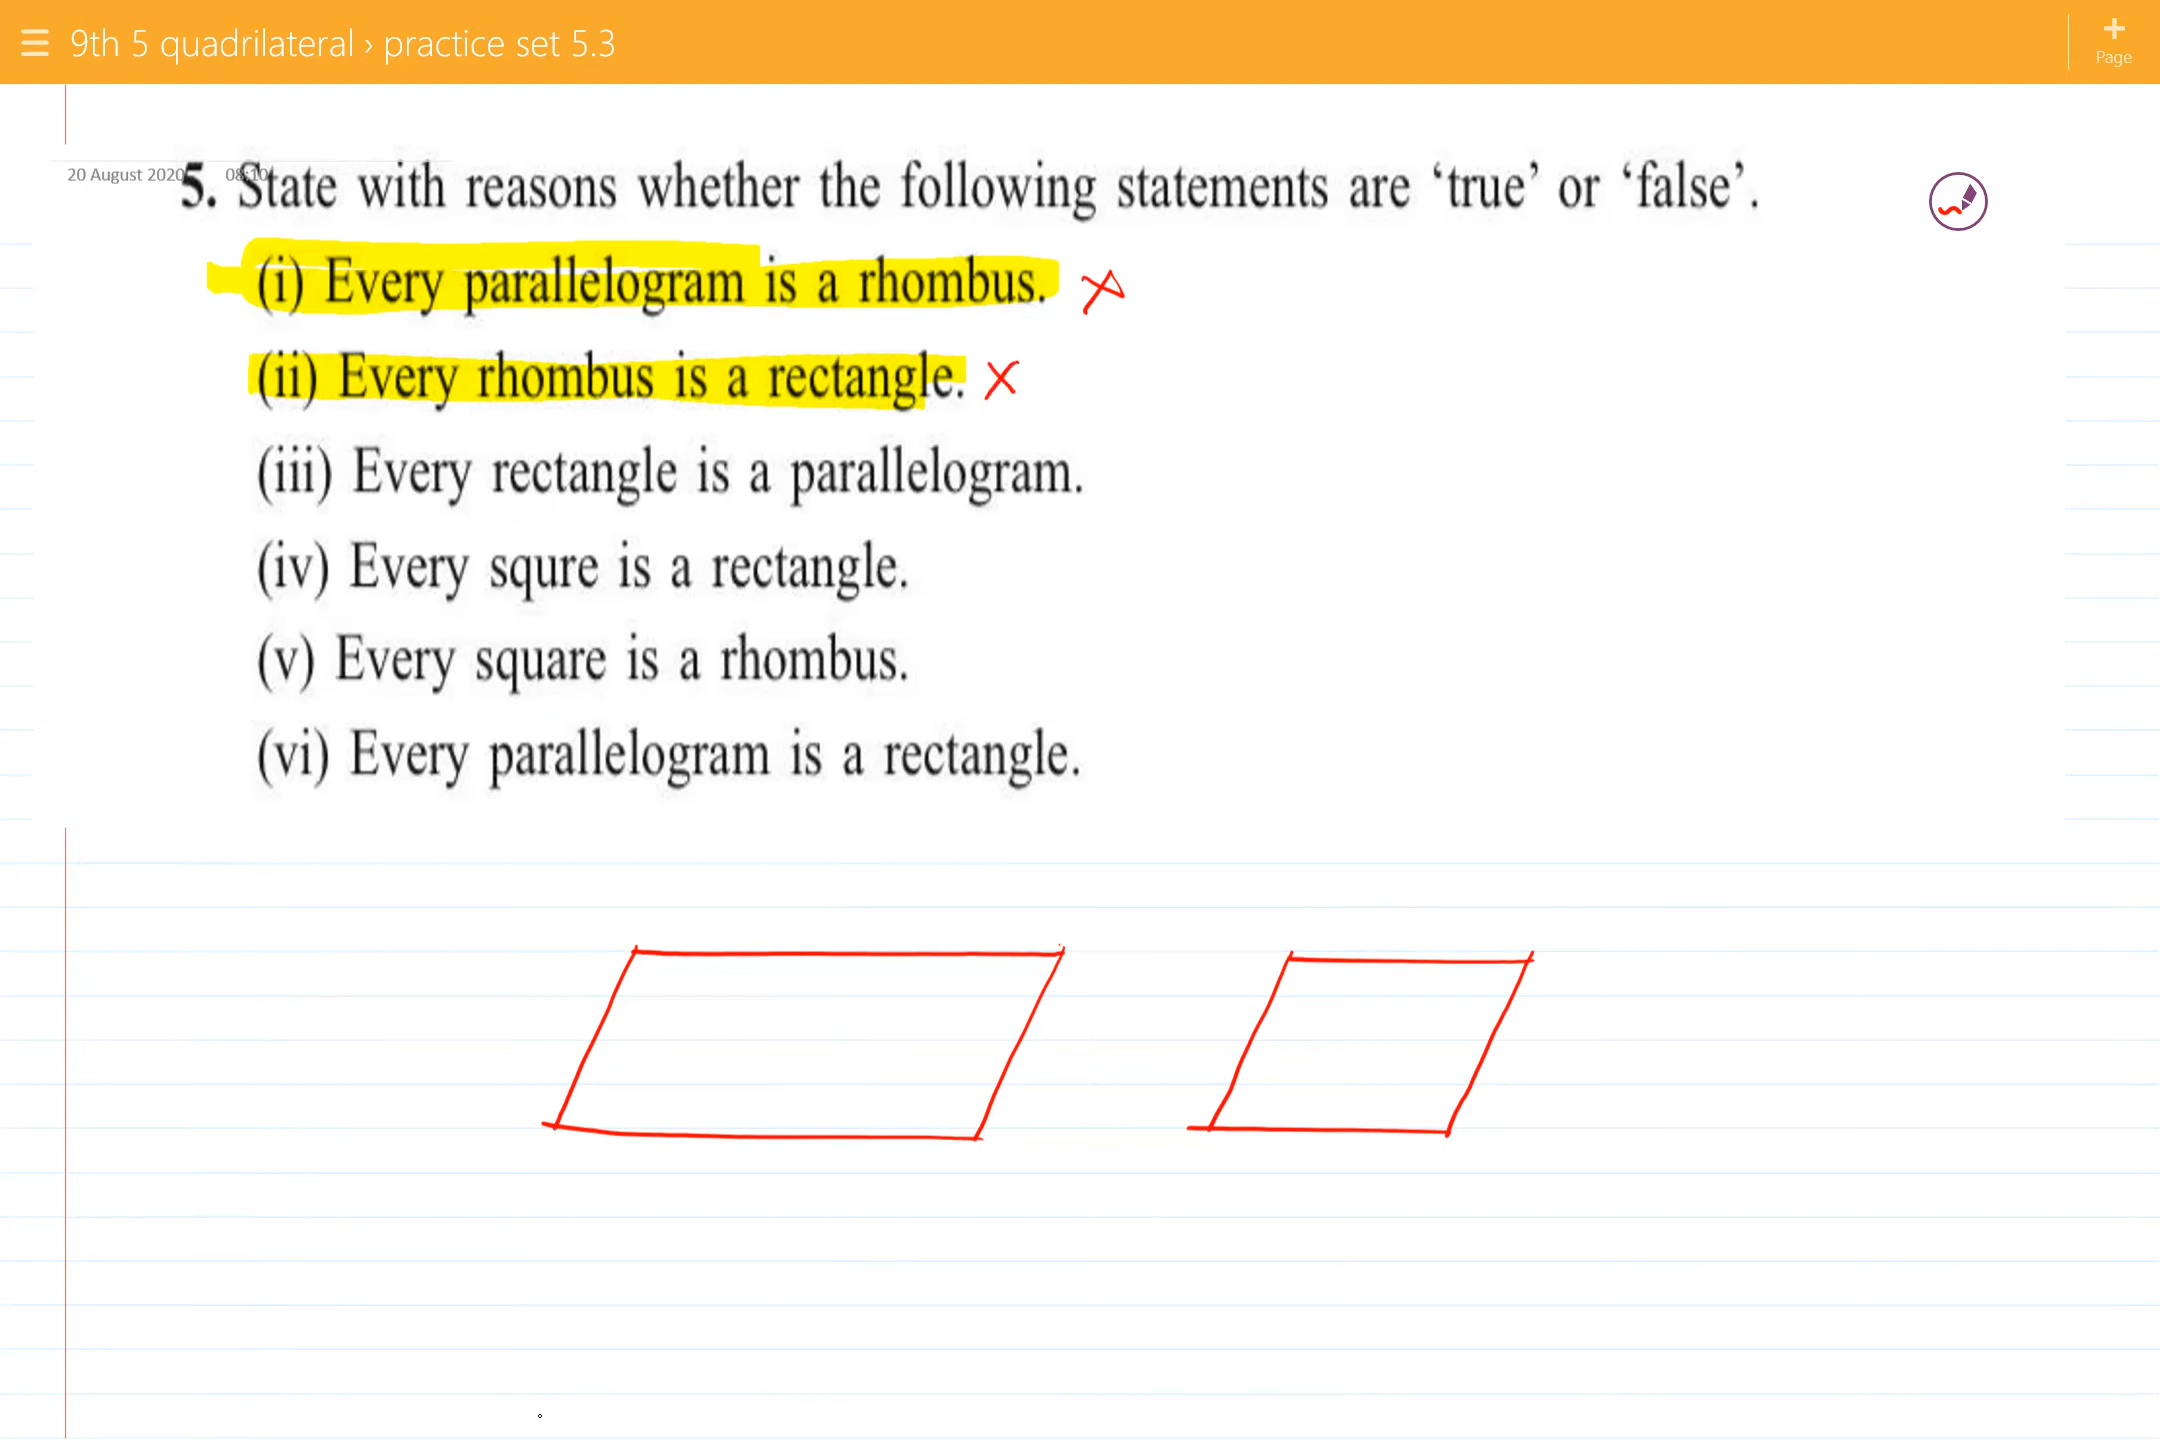 9th 5 quadrilateral › practice set 5.3
Page
20 August 2020 08:10
5. State with reasons whether the following statements are ‘true’ or ‘false’.
(i) Every parallelogram is a rhombus. ✗
(ii) Every rhombus is a rectangle. ✗
(iii) Every rectangle is a parallelogram.
(iv) Every squre is a rectangle.
(v) Every square is a rhombus.
(vi) Every parallelogram is a rectangle.